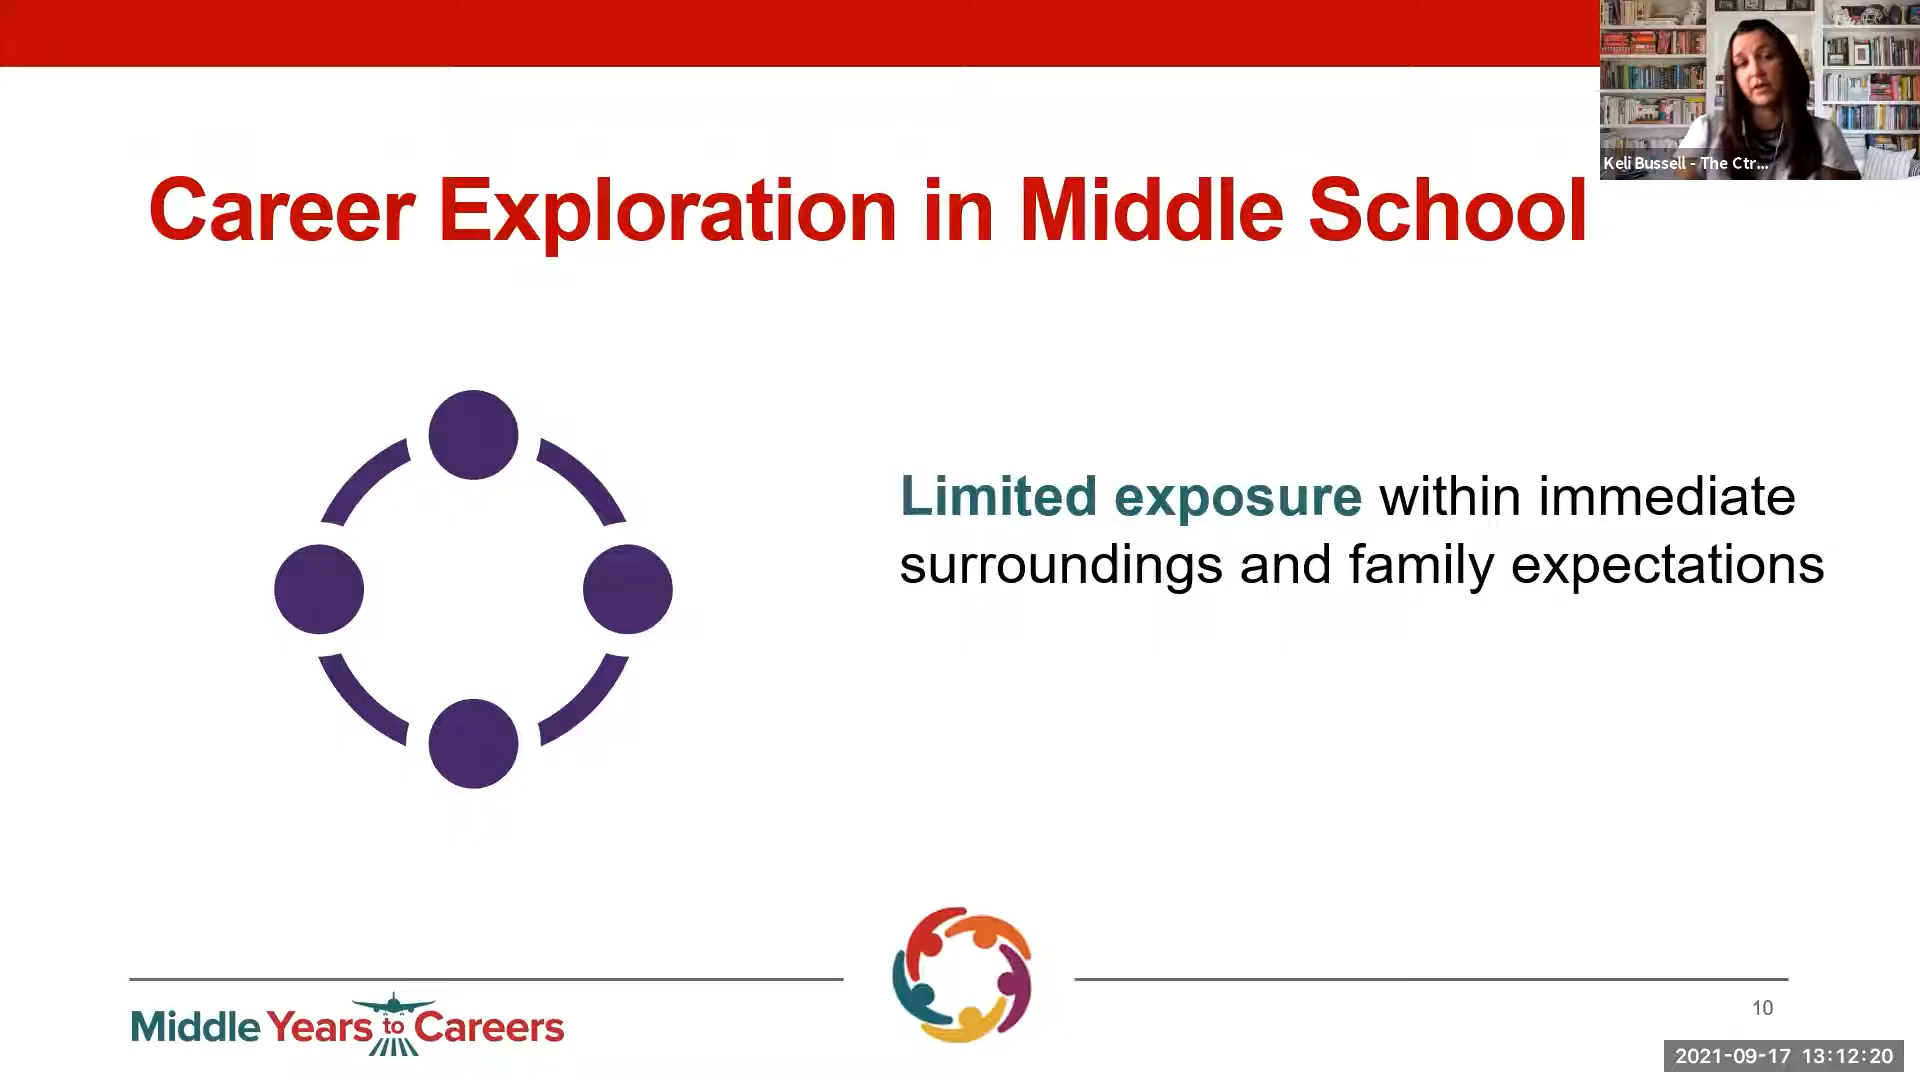 Keli Bussell - The Ctr...
Career Exploration in Middle School
Limited exposure within immediate
surroundings and family expectations
Middle Years to Careers
10
2021-09-17 13:12:20